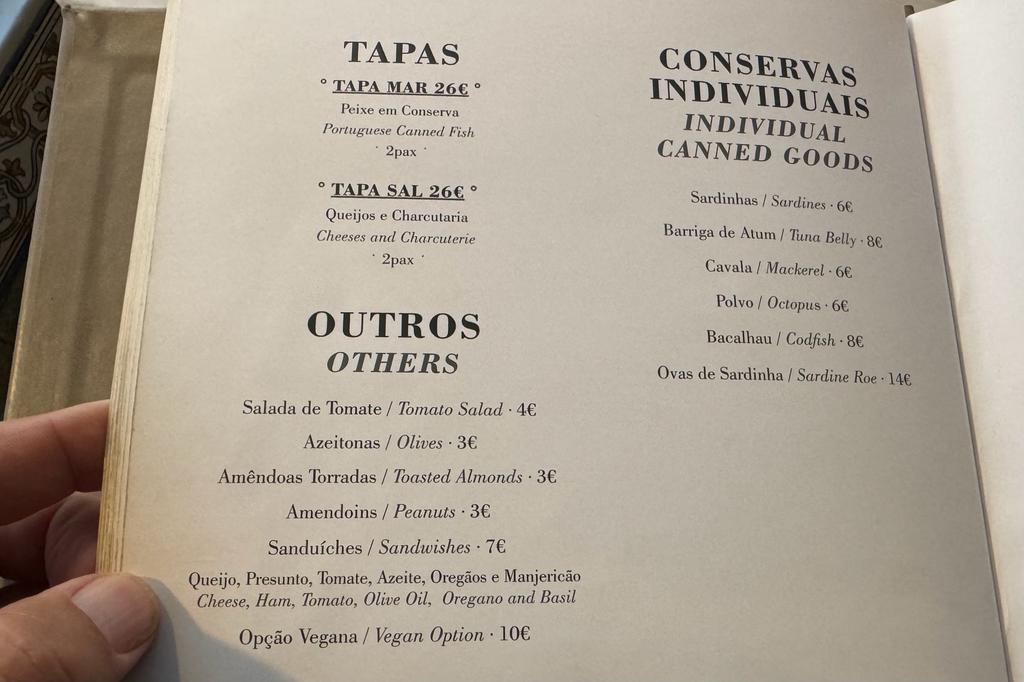 TAPAS
° TAPA MAR 26€ °
Peixe em Conserva
Portuguese Canned Fish
· 2pax ·
° TAPA SAL 26€ °
Queijos e Charcutaria
Cheeses and Charcuterie
· 2pax ·
OUTROS
OTHERS
Salada de Tomate / Tomato Salad · 4€
Azeitonas / Olives · 3€
Amêndoas Torradas / Toasted Almonds · 3€
Amendoins / Peanuts · 3€
Sanduíches / Sandwishes · 7€
Queijo, Presunto, Tomate, Azeite, Oregãos e Manjericão
Cheese, Ham, Tomato, Olive Oil, Oregano and Basil
Opção Vegana / Vegan Option · 10€
CONSERVAS
INDIVIDUAIS
INDIVIDUAL
CANNED GOODS
Sardinhas / Sardines · 6€
Barriga de Atum / Tuna Belly · 8€
Cavala / Mackerel · 6€
Polvo / Octopus · 6€
Bacalhau / Codfish · 8€
Ovas de Sardinha / Sardine Roe · 14€